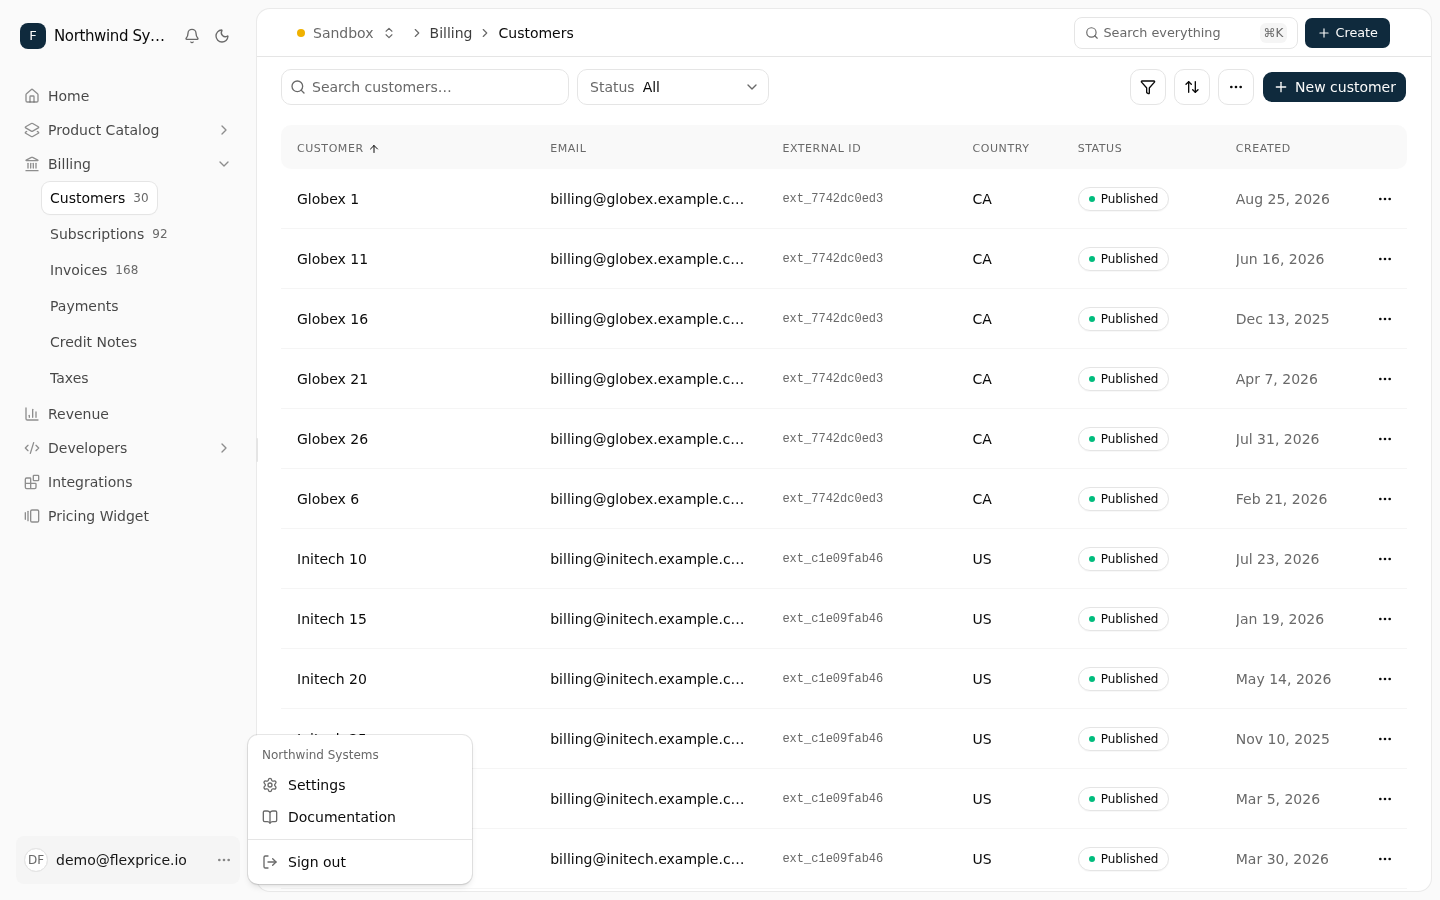 F Northwind Sy...
Home
Product Catalog
Billing
Customers 30
Subscriptions 92
Invoices 168
Payments
Credit Notes
Taxes
Revenue
Developers
Integrations
Pricing Widget
DF demo@flexprice.io
Sandbox Billing Customers
Search everything ⌘K
Create
Search customers...
Status All
New customer
CUSTOMER EMAIL EXTERNAL ID COUNTRY STATUS CREATED
Globex 1 billing@globex.example.c... ext_7742dc0ed3 CA Published Aug 25, 2026
Globex 11 billing@globex.example.c... ext_7742dc0ed3 CA Published Jun 16, 2026
Globex 16 billing@globex.example.c... ext_7742dc0ed3 CA Published Dec 13, 2025
Globex 21 billing@globex.example.c... ext_7742dc0ed3 CA Published Apr 7, 2026
Globex 26 billing@globex.example.c... ext_7742dc0ed3 CA Published Jul 31, 2026
Globex 6 billing@globex.example.c... ext_7742dc0ed3 CA Published Feb 21, 2026
Initech 10 billing@initech.example.c... ext_c1e09fab46 US Published Jul 23, 2026
Initech 15 billing@initech.example.c... ext_c1e09fab46 US Published Jan 19, 2026
Initech 20 billing@initech.example.c... ext_c1e09fab46 US Published May 14, 2026
billing@initech.example.c... ext_c1e09fab46 US Published Nov 10, 2025
billing@initech.example.c... ext_c1e09fab46 US Published Mar 5, 2026
billing@initech.example.c... ext_c1e09fab46 US Published Mar 30, 2026
Northwind Systems
Settings
Documentation
Sign out